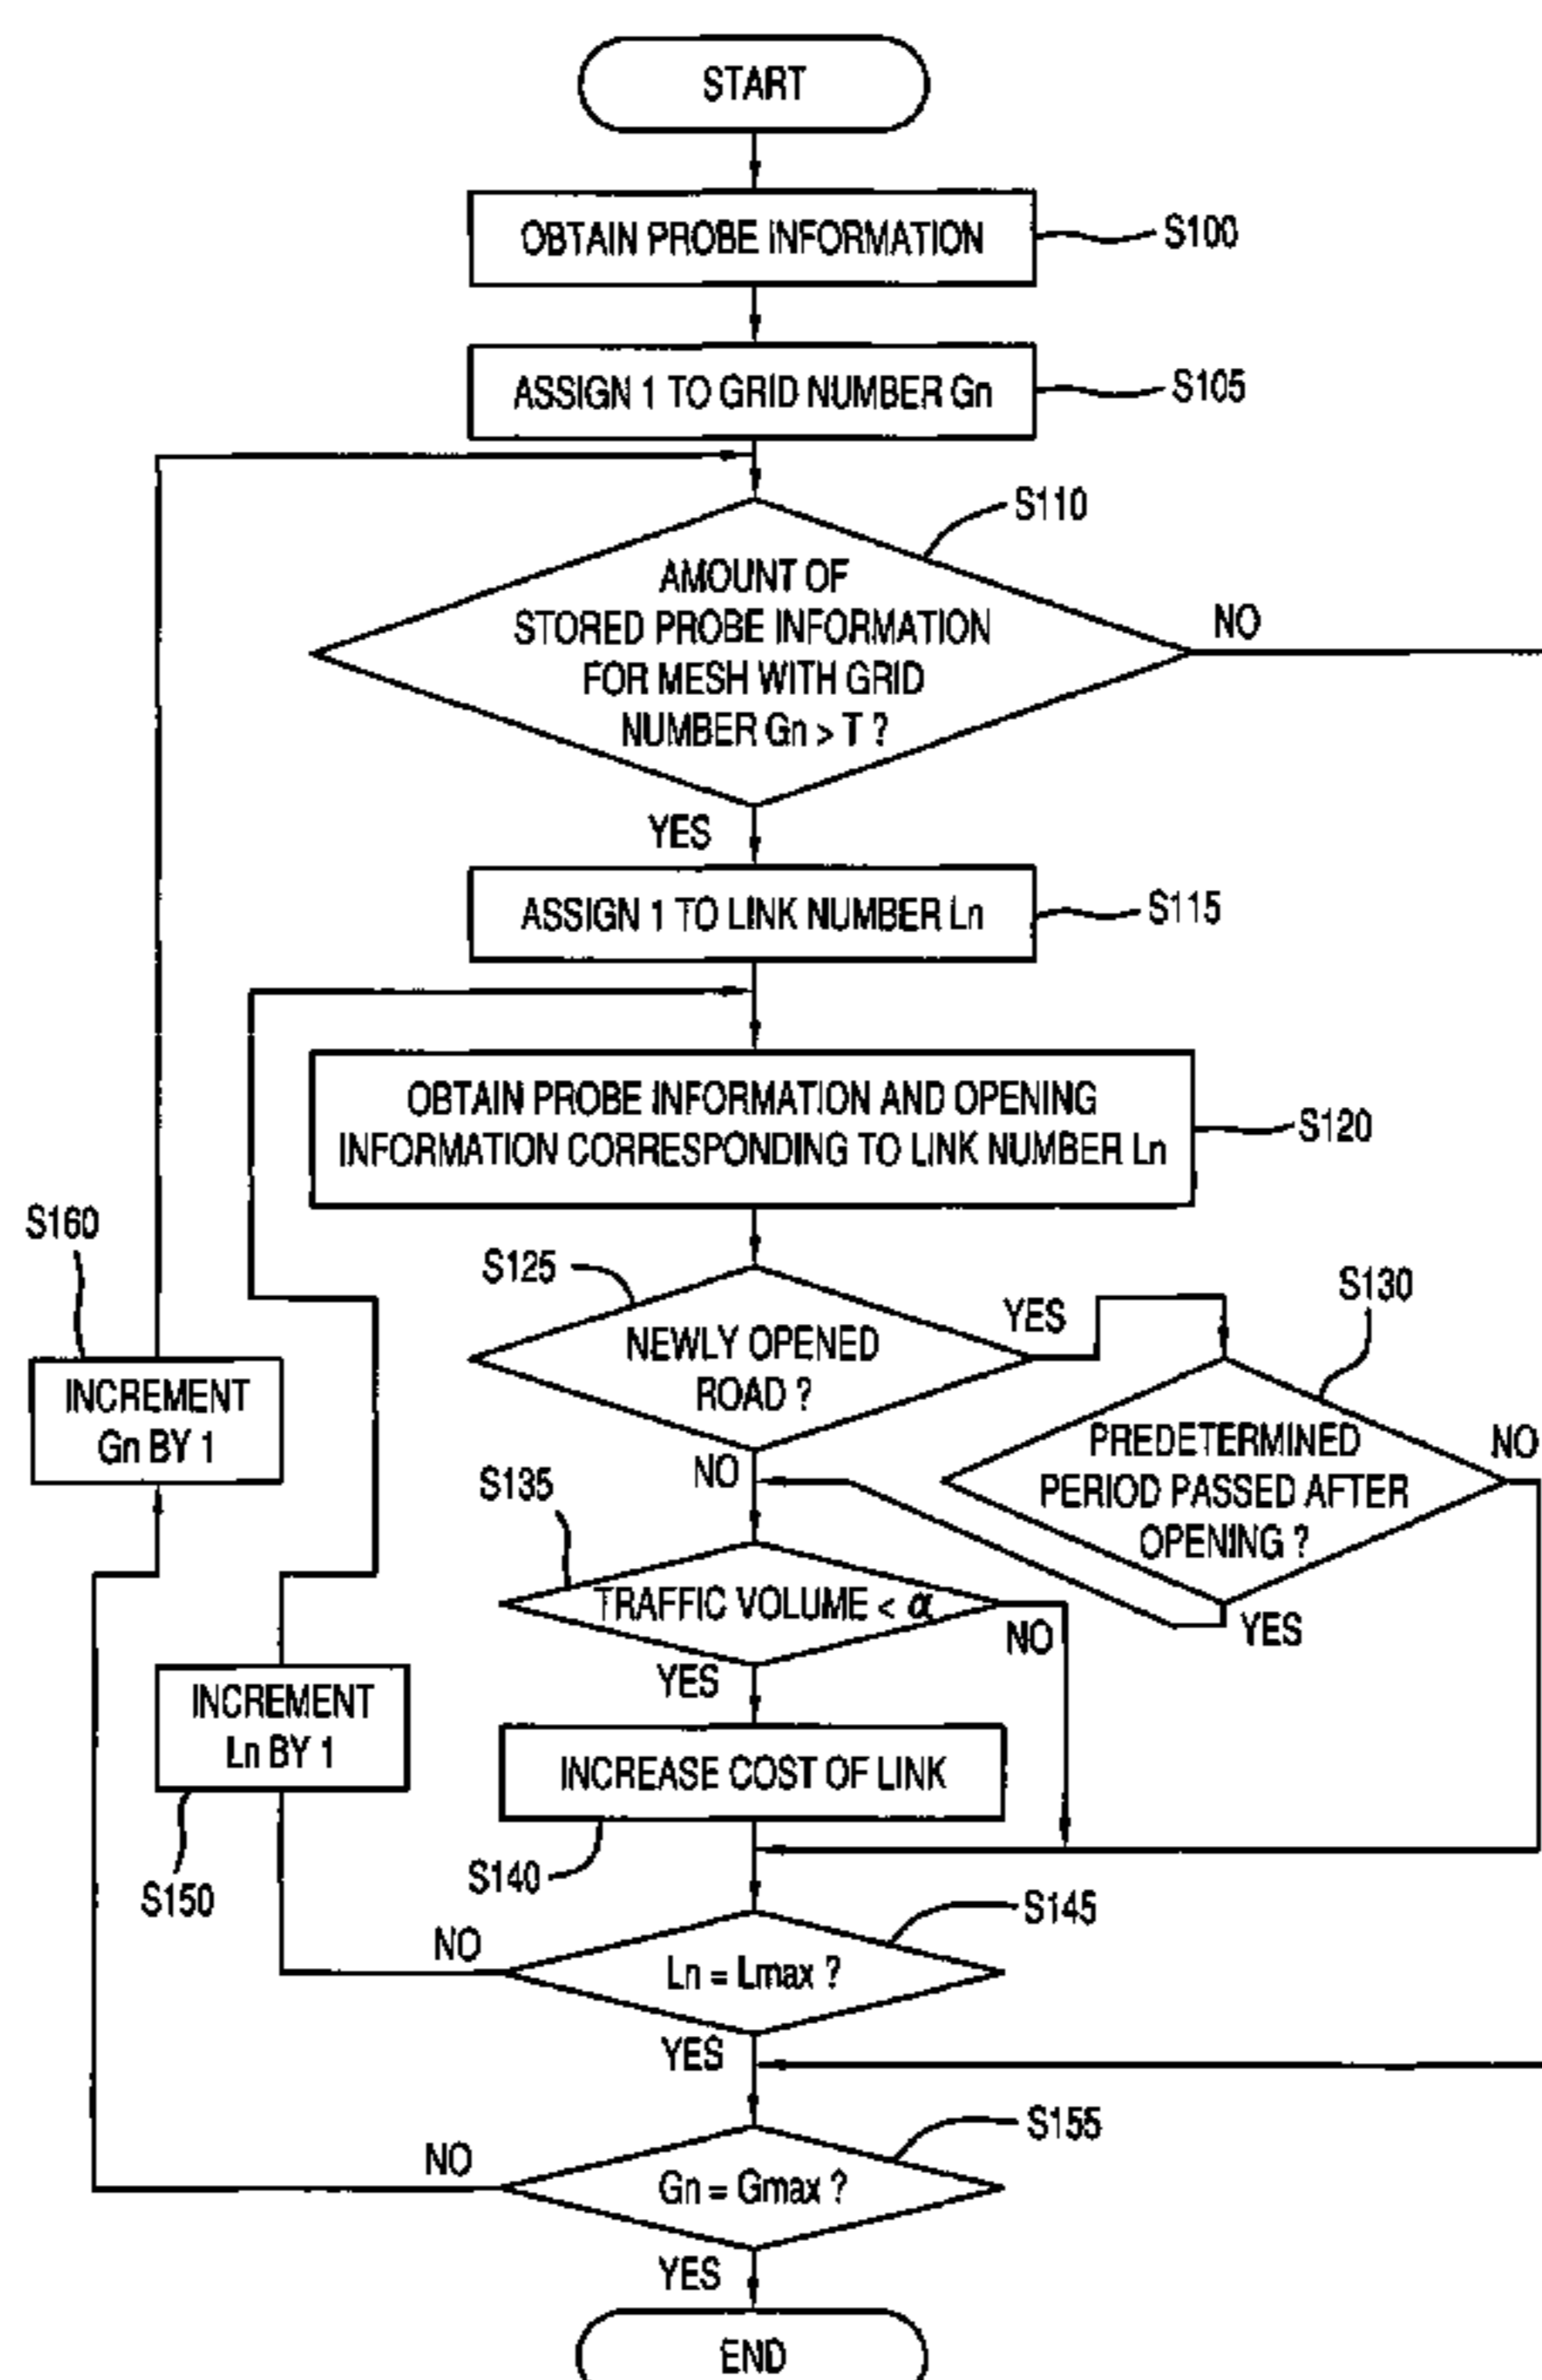 START
OBTAIN PROBE INFORMATION
S100
ASSIGN 1 TO GRID NUMBER Gn
S105
S110
AMOUNT OF
STORED PROBE INFORMATION
FOR MESH WITH GRID
NUMBER Gn > T ?
NO
YES
ASSIGN 1 TO LINK NUMBER Ln
S115
OBTAIN PROBE INFORMATION AND OPENING
INFORMATION CORRESPONDING TO LINK NUMBER Ln
S120
S160
INCREMENT
Gn BY 1
S125
NEWLY OPENED
ROAD ?
YES
NO
S130
PREDETERMINED
PERIOD PASSED AFTER
OPENING ?
NO
YES
S135
TRAFFIC VOLUME < α
NO
YES
INCREMENT
Ln BY 1
S150
INCREASE COST OF LINK
S140
S145
Ln = Lmax ?
NO
YES
S155
Gn = Gmax ?
NO
YES
END